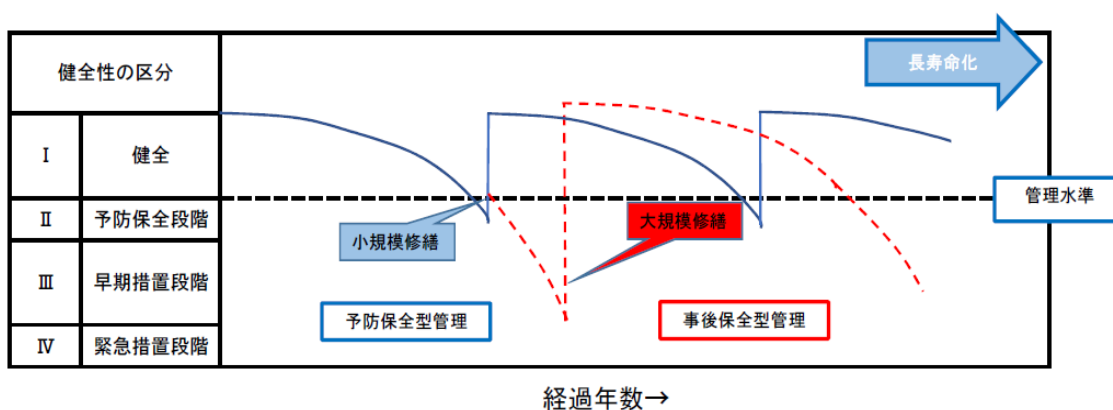 健全性の区分
長寿命化
Ⅰ 健全
管理水準
Ⅱ 予防保全段階
大規模修繕
小規模修繕
Ⅲ 早期措置段階
予防保全型管理
事後保全型管理
Ⅳ 緊急措置段階
経過年数→